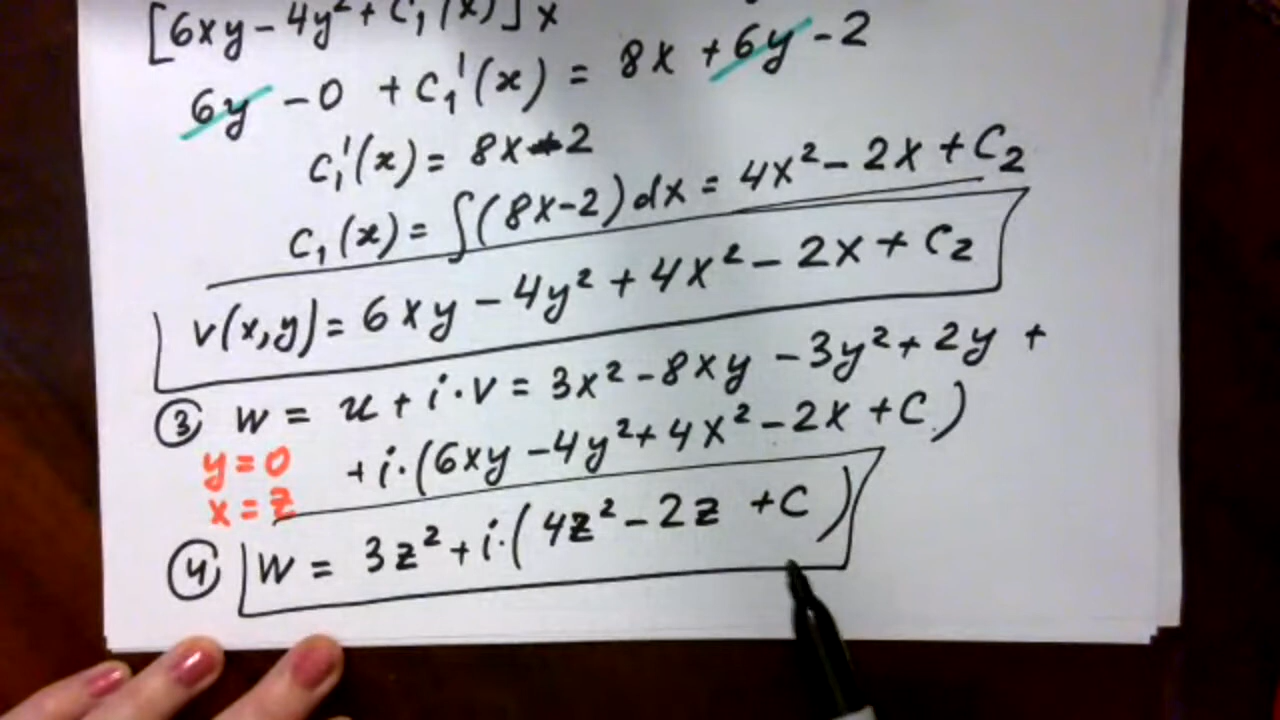 [6xy - 4y² + C₁(x)]ₓ
6y - 0 + C₁'(x) = 8x + 6y - 2
C₁'(x) = 8x - 2
C₁(x) = ∫(8x-2)dx = 4x² - 2x + C₂
v(x,y) = 6xy - 4y² + 4x² - 2x + C₂
③ w = u + i·v = 3x² - 8xy - 3y² + 2y +
y=0 + i·(6xy - 4y² + 4x² - 2x + C)
x=z
④ w = 3z² + i·(4z² - 2z + C)